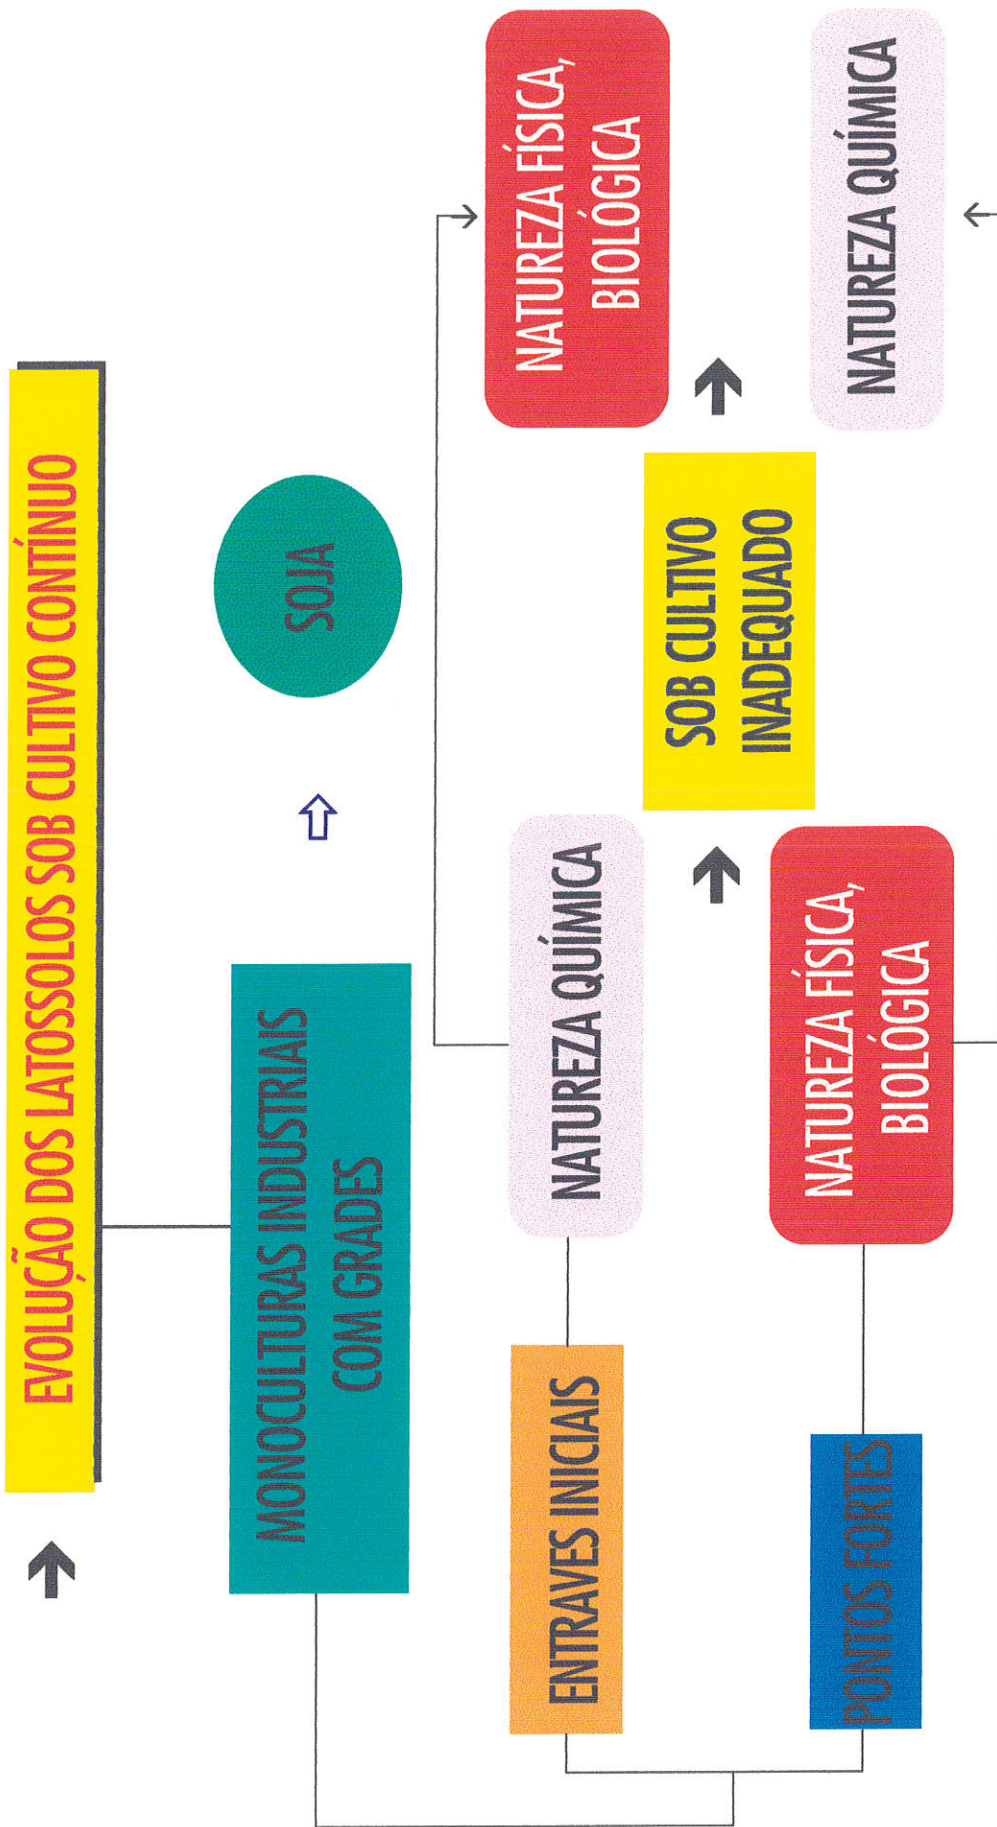 EVOLUÇÃO DOS LATOSSOLOS SOB CULTIVO CONTÍNUO
MONOCULTURAS INDUSTRIAIS
COM GRADES
SOJA
ENTRAVES INICIAIS
NATUREZA QUÍMICA
NATUREZA FÍSICA,
BIOLÓGICA
SOB CULTIVO
INADEQUADO
PONTOS FORTES
NATUREZA FÍSICA,
BIOLÓGICA
NATUREZA QUÍMICA